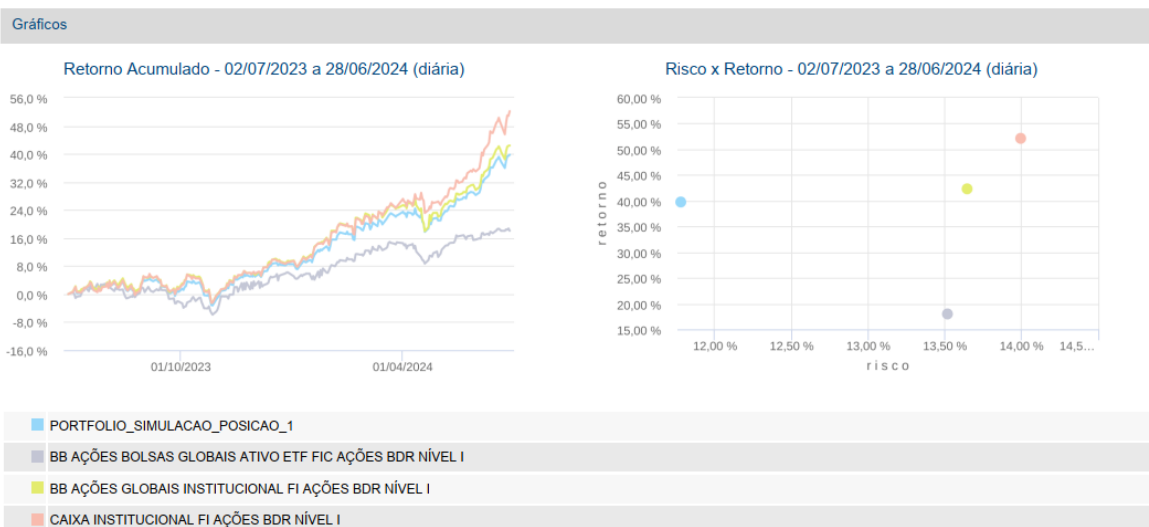 Gráficos
Retorno Acumulado - 02/07/2023 a 28/06/2024 (diária)
56,0 %
48,0 %
40,0 %
32,0 %
24,0 %
16,0 %
8,0 %
0,0 %
-8,0 %
-16,0 %
01/10/2023 01/04/2024
Risco x Retorno - 02/07/2023 a 28/06/2024 (diária)
60,00 %
55,00 %
50,00 %
45,00 %
40,00 %
35,00 %
30,00 %
25,00 %
20,00 %
15,00 %
retorno
12,00 % 12,50 % 13,00 % 13,50 % 14,00 % 14,5...
risco
PORTFOLIO_SIMULACAO_POSICAO_1
BB AÇÕES BOLSAS GLOBAIS ATIVO ETF FIC AÇÕES BDR NÍVEL I
BB AÇÕES GLOBAIS INSTITUCIONAL FI AÇÕES BDR NÍVEL I
CAIXA INSTITUCIONAL FI AÇÕES BDR NÍVEL I